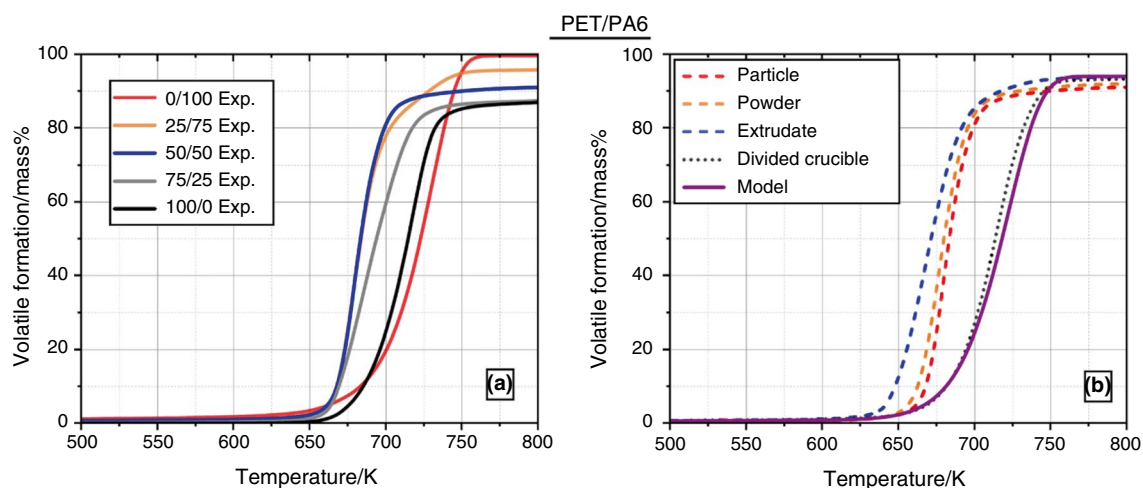 PET/PA6
Volatile formation/mass%
100
80
60
40
20
0
0/100 Exp.
25/75 Exp.
50/50 Exp.
75/25 Exp.
100/0 Exp.
(a)
500 525 600 650 700 750 800
Temperature/K
Volatile formation/mass%
100
80
60
40
20
0
Particle
Powder
Extrudate
Divided crucible
Model
(b)
500 525 600 650 700 750 800
Temperature/K